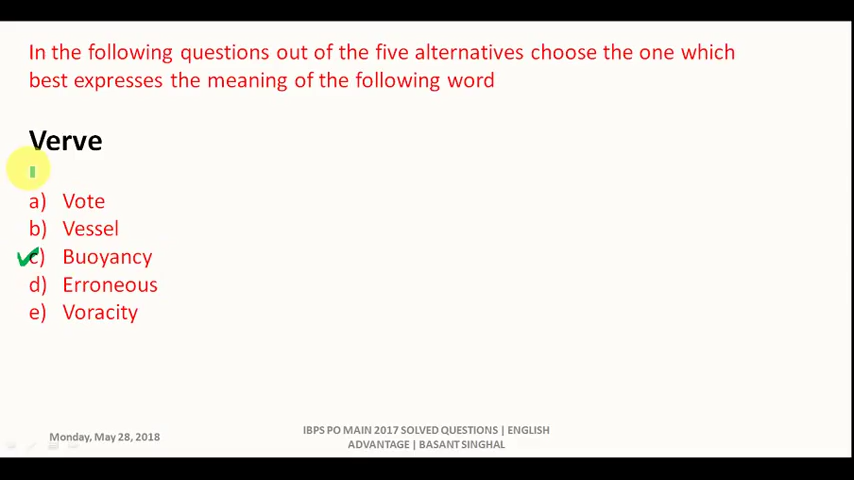 In the following questions out of the five alternatives choose the one which
best expresses the meaning of the following word
Verve
a) Vote
b) Vessel
c) Buoyancy
d) Erroneous
e) Voracity
Monday, May 28, 2018
IBPS PO MAIN 2017 SOLVED QUESTIONS | ENGLISH
ADVANTAGE | BASANT SINGHAL